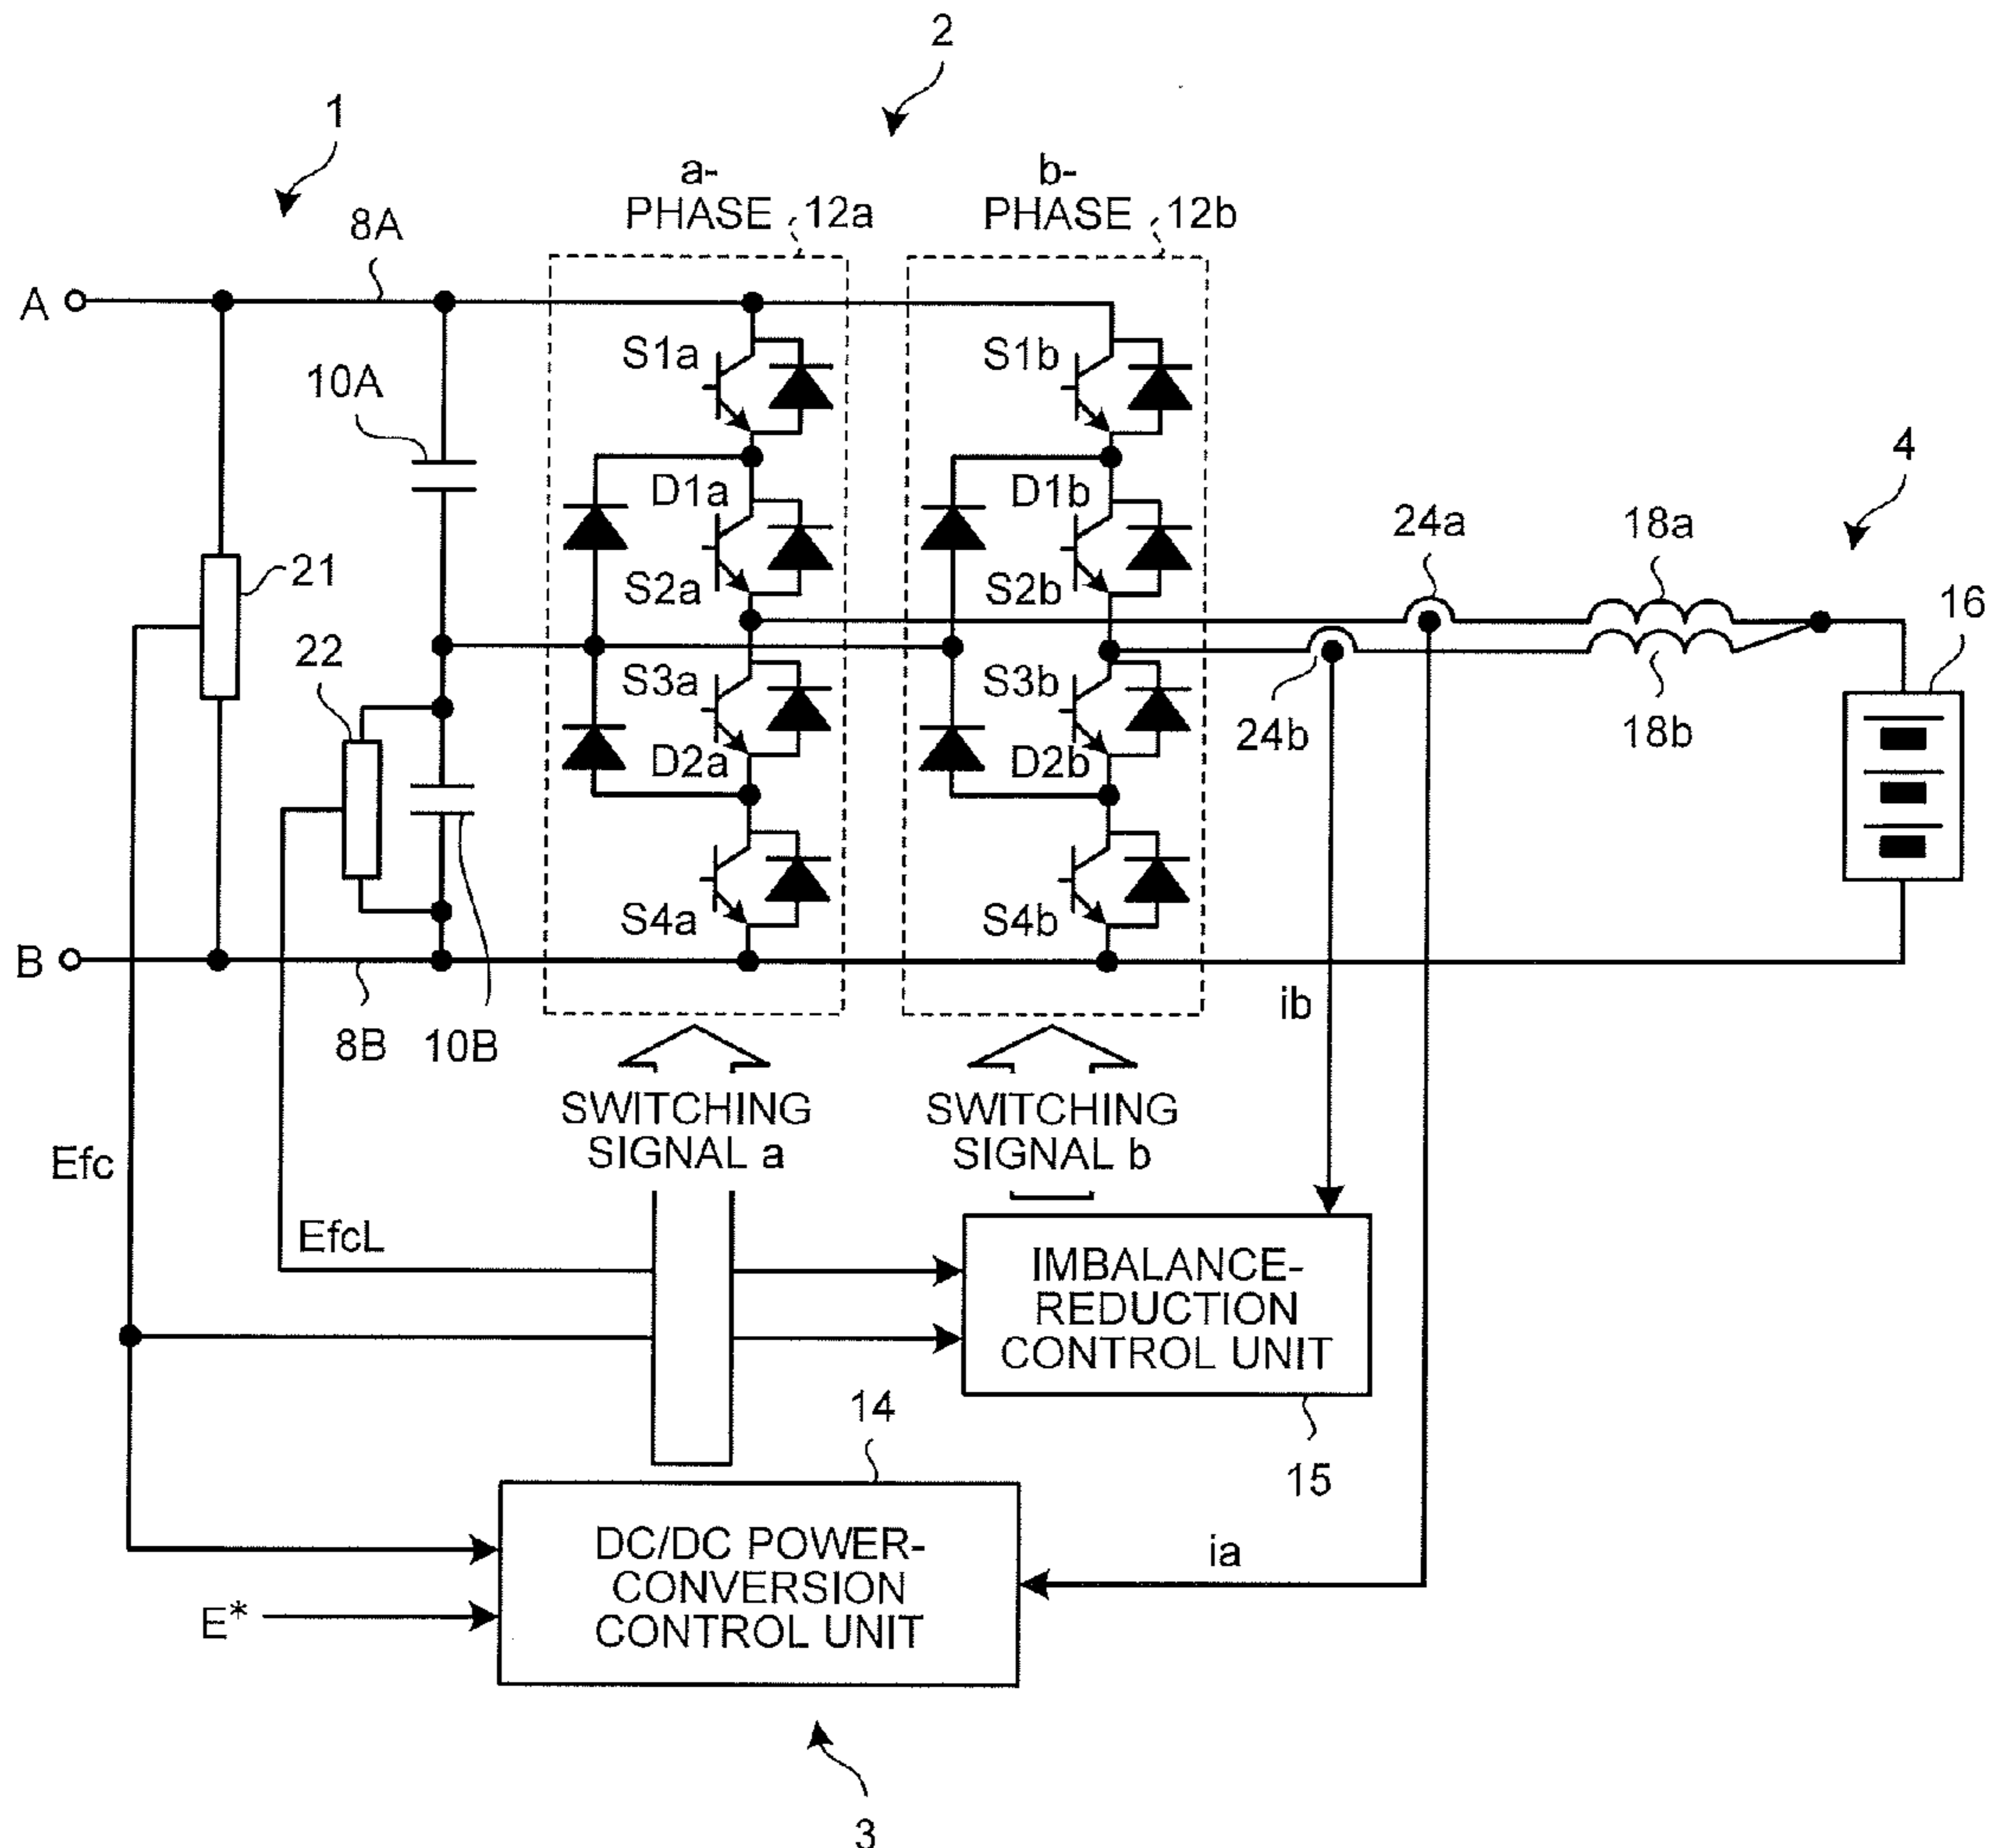 2
1
a-
PHASE
12a
b-
PHASE
12b
8A
A
S1a
S1b
10A
4
D1a
D1b
24a
18a
21
S2a
S2b
16
22
S3a
S3b
24b
18b
D2a
D2b
S4a
S4b
B
ib
8B
10B
SWITCHING
SIGNAL a
SWITCHING
SIGNAL b
Efc
EfcL
IMBALANCE-
REDUCTION
CONTROL UNIT
14
15
DC/DC POWER-
CONVERSION
CONTROL UNIT
ia
E*
3